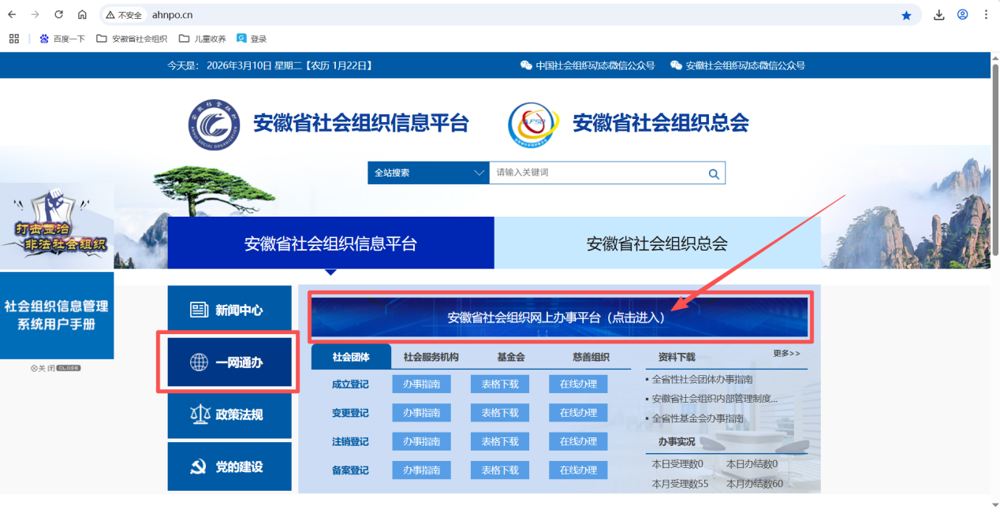 不安全 ahnpo.cn
百度一下 安徽省社会组织 儿童收养 登录
今天是: 2026年3月10日 星期二【农历 1月22日】 中国社会组织动态微信公众号 安徽社会组织动态微信公众号
安徽省社会组织信息平台 安徽省社会组织总会
全站搜索 请输入关键词
打击整治
非法社会组织
安徽省社会组织信息平台 安徽省社会组织总会
社会组织信息管理
系统用户手册
关闭 CLOSE
新闻中心
一网通办
政策法规
党的建设
安徽省社会组织网上办事平台（点击进入）
社会团体 社会服务机构 基金会 慈善组织 资料下载 更多>>
成立登记 办事指南 表格下载 在线办理
变更登记 办事指南 表格下载 在线办理
注销登记 办事指南 表格下载 在线办理
备案登记 办事指南 表格下载 在线办理
全省性社会团体办事指南
安徽省社会组织内部管理制度...
全省性基金会办事指南
办事实况
本日受理数0 本日办结数0
本月受理数55 本月办结数60